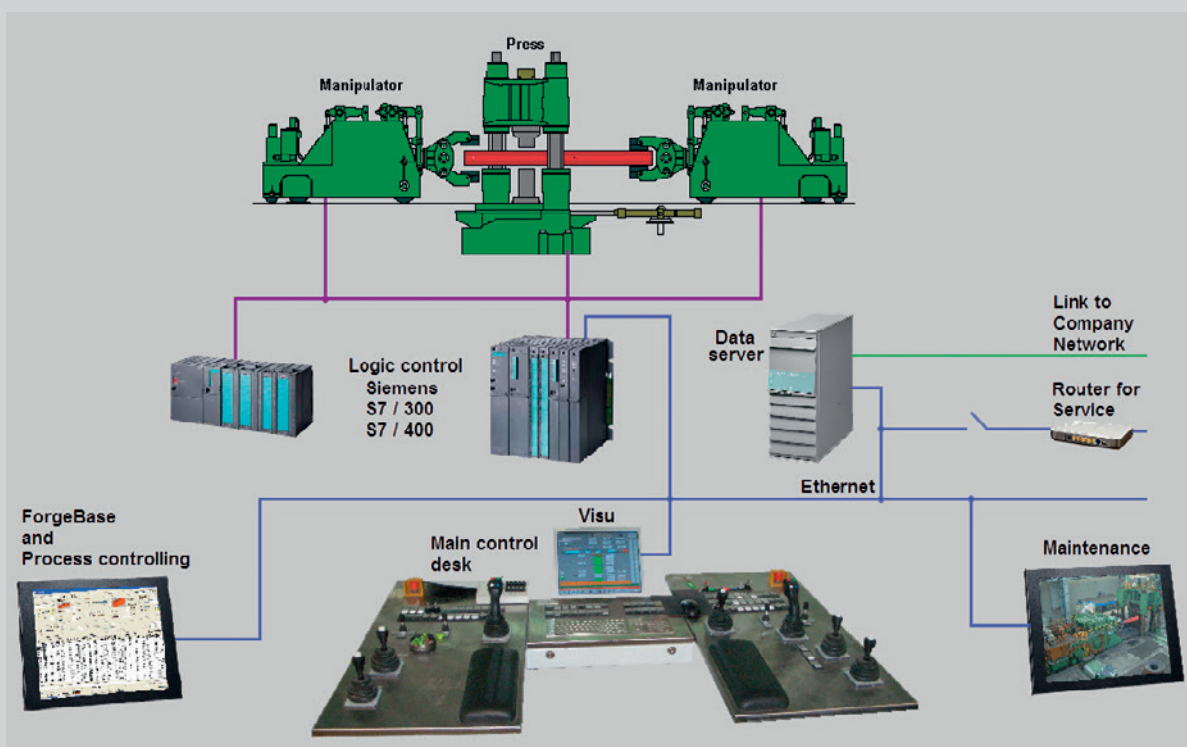 Press
Manipulator
Manipulator
Logic control
Siemens
S7 / 300
S7 / 400
Data
server
Link to
Company
Network
Router for
Service
Ethernet
ForgeBase
and
Process controlling
Visu
Main control
desk
Maintenance